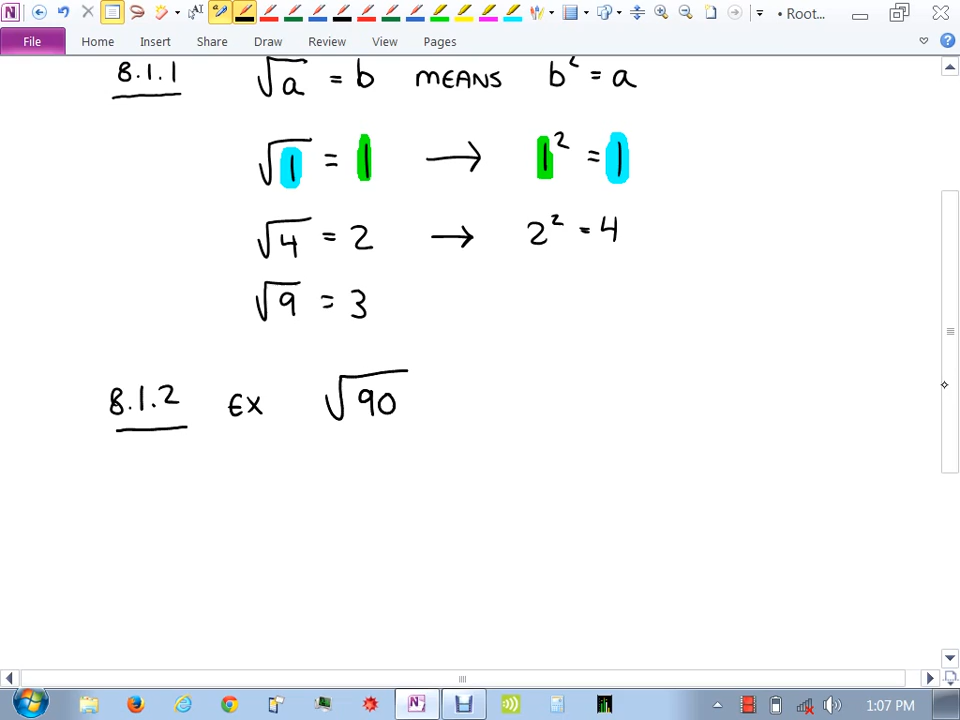 Root...
File Home Insert Share Draw Review View Pages
8.1.1 √a = b MEANS b² = a
√1 = 1 → 1² = 1
√4 = 2 → 2² = 4
√9 = 3
8.1.2 EX √90
1:07 PM